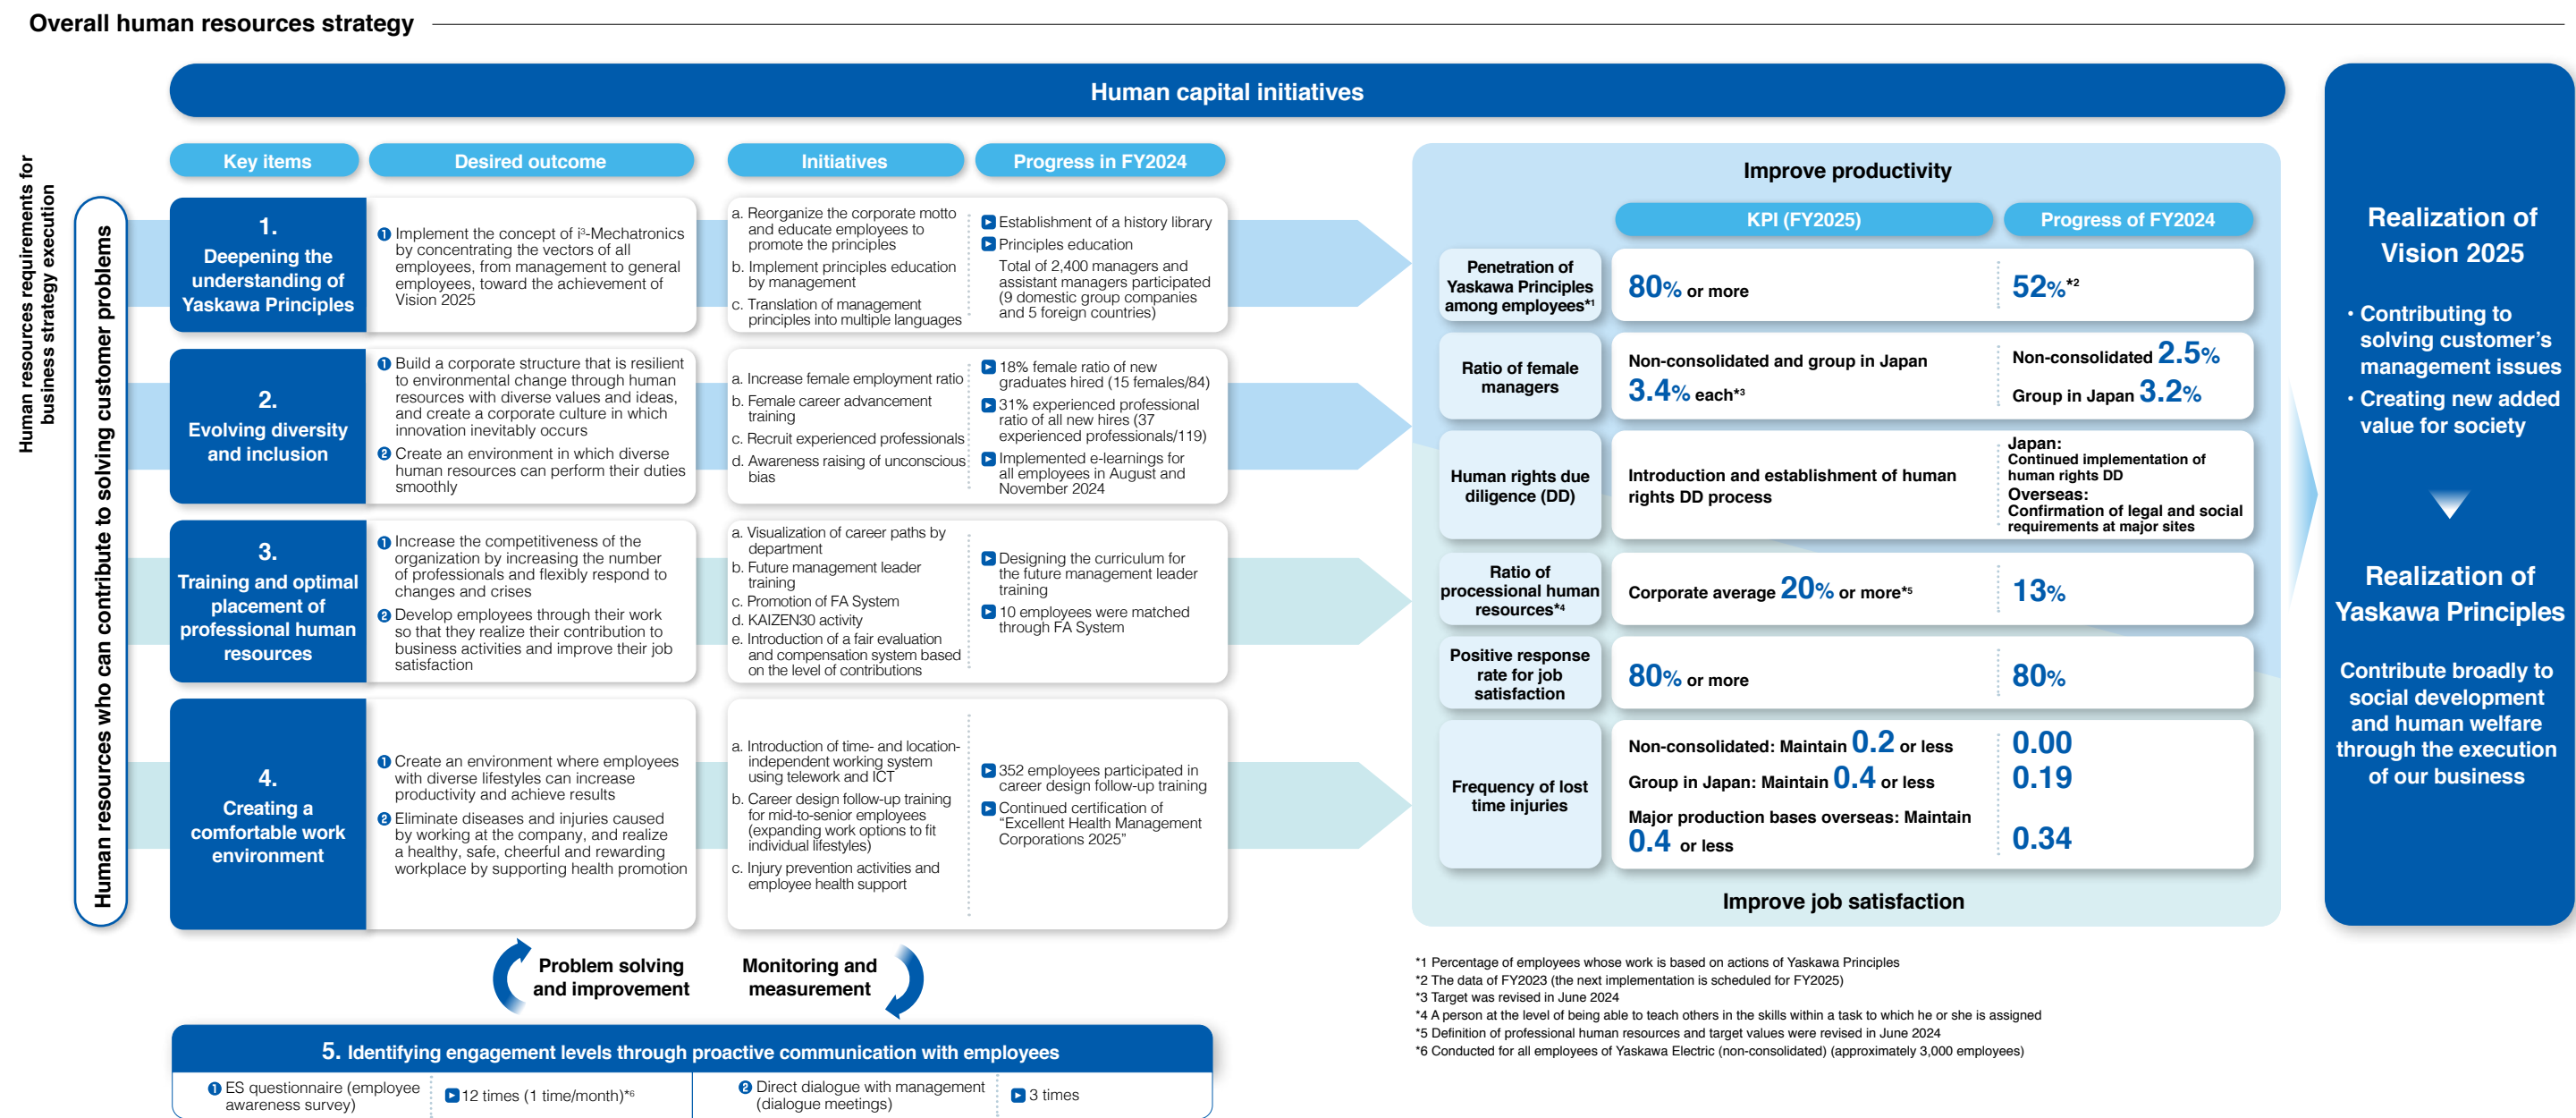 Overall human resources strategy
Human capital initiatives
Human resources requirements for
business strategy execution
Human resources who can contribute to solving customer problems
Key items
Desired outcome
Initiatives
Progress in FY2024
1.
Deepening the
understanding of
Yaskawa Principles
❶ Implement the concept of i³-Mechatronics
by concentrating the vectors of all
employees, from management to general
employees, toward the achievement of
Vision 2025
a. Reorganize the corporate motto
and educate employees to
promote the principles
b. Implement principles education
by management
c. Translation of management
principles into multiple languages
Establishment of a history library
Principles education
Total of 2,400 managers and
assistant managers participated
(9 domestic group companies
and 5 foreign countries)
2.
Evolving diversity
and inclusion
❶ Build a corporate structure that is resilient
to environmental change through human
resources with diverse values and ideas,
and create a corporate culture in which
innovation inevitably occurs
❷ Create an environment in which diverse
human resources can perform their duties
smoothly
a. Increase female employment ratio
b. Female career advancement
training
c. Recruit experienced professionals
d. Awareness raising of unconscious
bias
18% female ratio of new
graduates hired (15 females/84)
31% experienced professional
ratio of all new hires (37
experienced professionals/119)
Implemented e-learnings for
all employees in August and
November 2024
3.
Training and optimal
placement of
professional human
resources
❶ Increase the competitiveness of the
organization by increasing the number
of professionals and flexibly respond to
changes and crises
❷ Develop employees through their work
so that they realize their contribution to
business activities and improve their job
satisfaction
a. Visualization of career paths by
department
b. Future management leader
training
c. Promotion of FA System
d. KAIZEN30 activity
e. Introduction of a fair evaluation
and compensation system based
on the level of contributions
Designing the curriculum for
the future management leader
training
10 employees were matched
through FA System
4.
Creating a
comfortable work
environment
❶ Create an environment where employees
with diverse lifestyles can increase
productivity and achieve results
❷ Eliminate diseases and injuries caused
by working at the company, and realize
a healthy, safe, cheerful and rewarding
workplace by supporting health promotion
a. Introduction of time- and location-
independent working system
using telework and ICT
b. Career design follow-up training
for mid-to-senior employees
(expanding work options to fit
individual lifestyles)
c. Injury prevention activities and
employee health support
352 employees participated in
career design follow-up training
Continued certification of
“Excellent Health Management
Corporations 2025”
Problem solving
and improvement
Monitoring and
measurement
5. Identifying engagement levels through proactive communication with employees
❶ ES questionnaire (employee
awareness survey)
12 times (1 time/month)*6
❷ Direct dialogue with management
(dialogue meetings)
3 times
Improve productivity
KPI (FY2025)
Progress of FY2024
Penetration of
Yaskawa Principles
among employees*1
80% or more
52%*2
Ratio of female
managers
Non-consolidated and group in Japan
3.4% each*3
Non-consolidated 2.5%
Group in Japan 3.2%
Human rights due
diligence (DD)
Introduction and establishment of human
rights DD process
Japan:
Continued implementation of
human rights DD
Overseas:
Confirmation of legal and social
requirements at major sites
Ratio of
processional human
resources*4
Corporate average 20% or more*5
13%
Positive response
rate for job
satisfaction
80% or more
80%
Frequency of lost
time injuries
Non-consolidated: Maintain 0.2 or less
0.00
Group in Japan: Maintain 0.4 or less
0.19
Major production bases overseas: Maintain
0.4 or less
0.34
Improve job satisfaction
*1 Percentage of employees whose work is based on actions of Yaskawa Principles
*2 The data of FY2023 (the next implementation is scheduled for FY2025)
*3 Target was revised in June 2024
*4 A person at the level of being able to teach others in the skills within a task to which he or she is assigned
*5 Definition of professional human resources and target values were revised in June 2024
*6 Conducted for all employees of Yaskawa Electric (non-consolidated) (approximately 3,000 employees)
Realization of
Vision 2025
・Contributing to
solving customer’s
management issues
・Creating new added
value for society
Realization of
Yaskawa Principles
Contribute broadly to
social development
and human welfare
through the execution
of our business